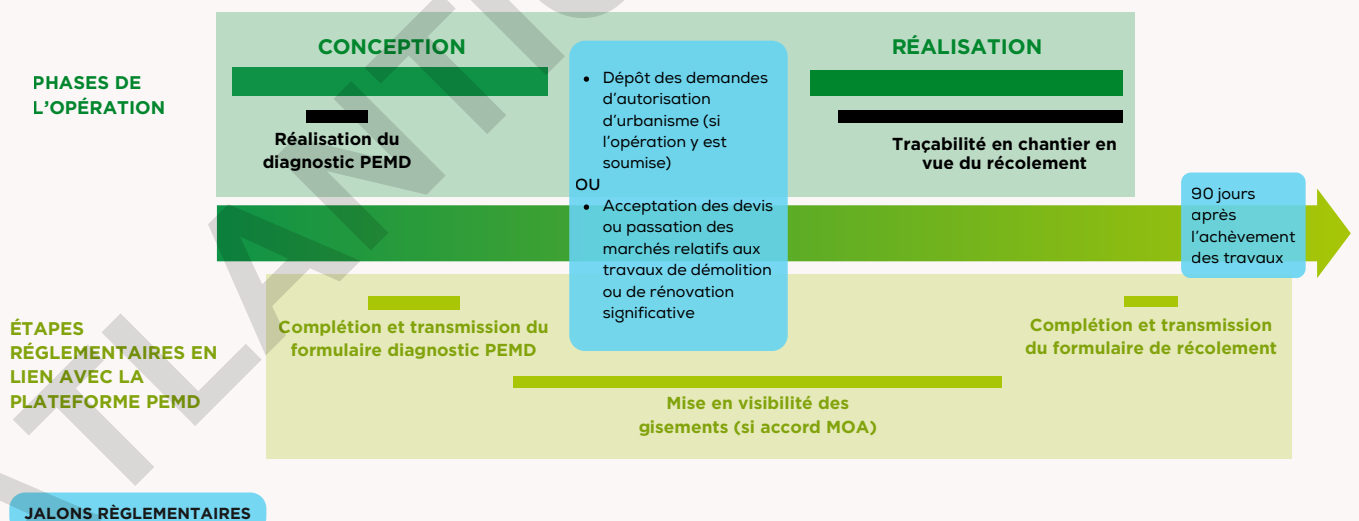 CONCEPTION
RÉALISATION
PHASES DE
L'OPÉRATION
Réalisation du
diagnostic PEMD
• Dépôt des demandes
d'autorisation
d'urbanisme (si
l'opération y est
soumise)
OU
• Acceptation des devis
ou passation des
marchés relatifs aux
travaux de démolition
ou de rénovation
significative
Traçabilité en chantier en
vue du récolement
90 jours
après
l'achèvement
des travaux
ÉTAPES
RÉGLEMENTAIRES EN
LIEN AVEC LA
PLATEFORME PEMD
Complétion et transmission du
formulaire diagnostic PEMD
Mise en visibilité des
gisements (si accord MOA)
Complétion et transmission
du formulaire de récolement
JALONS RÈGLEMENTAIRES
ATLANTI